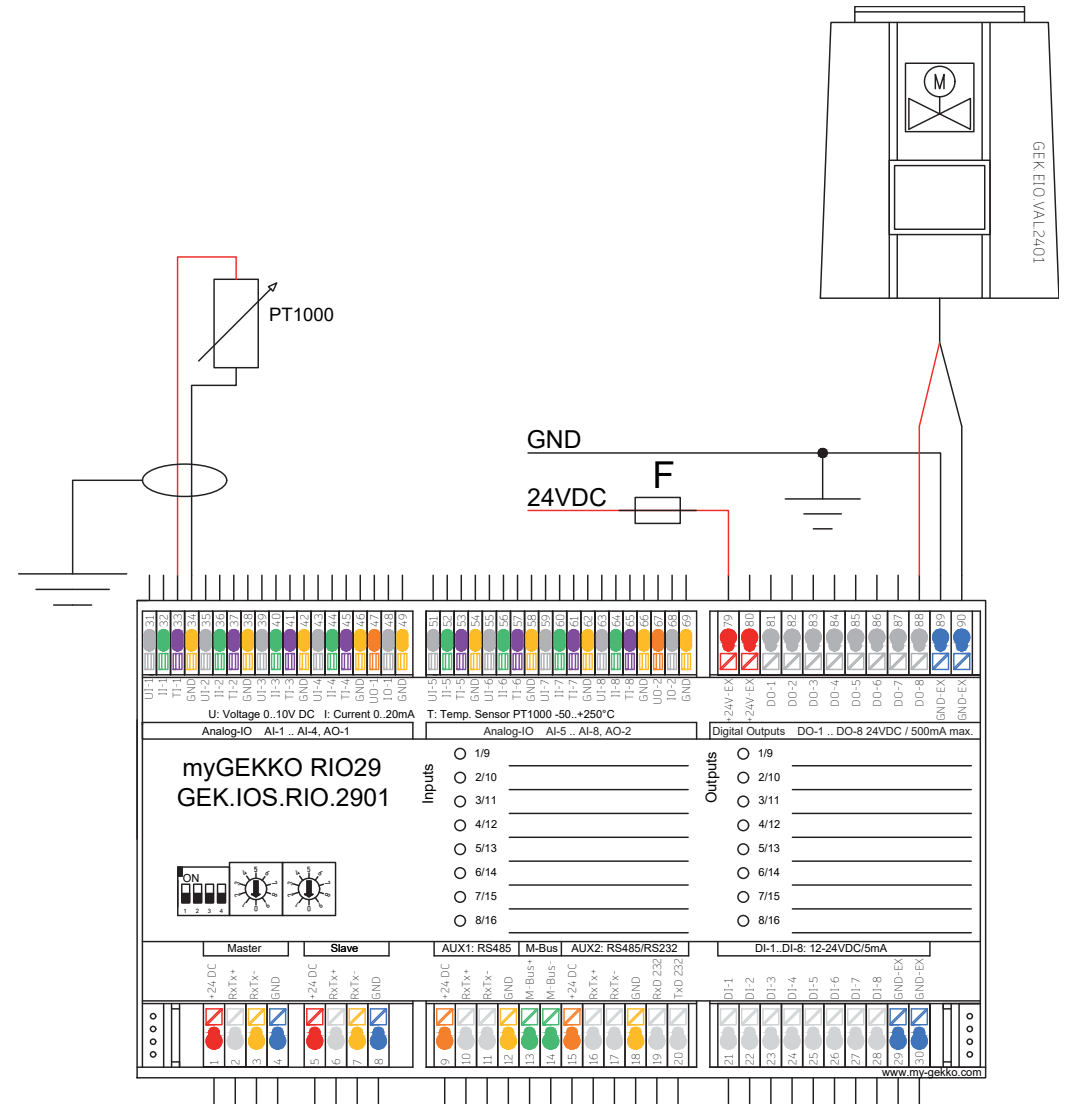 M
GEK.EIO.VAL.2401
PT1000
GND
F
24VDC
31 32 33 34 35 36 37 38 39 40 41 42 43 44 45 46 47 48 49
51 52 53 54 55 56 57 58 59 60 61 62 63 64 65 66 67 68 69
79 80 81 82 83 84 85 86 87 88 89 90
UI-1 II-1 TI-1 GND UI-2 II-2 TI-2 GND UI-3 II-3 TI-3 GND UI-4 II-4 TI-4 GND UO-1 IO-1 GND
UI-5 II-5 TI-5 GND UI-6 II-6 TI-6 GND UI-7 II-7 TI-7 GND UI-8 II-8 TI-8 GND UO-2 IO-2 GND
+24V-EX +24V-EX DO-1 DO-2 DO-3 DO-4 DO-5 DO-6 DO-7 DO-8 GND-EX GND-EX
U: Voltage 0..10V DC I: Current 0..20mA T: Temp. Sensor PT1000 -50..+250°C
Analog-IO AI-1 .. AI-4, AO-1
Analog-IO AI-5 .. AI-8, AO-2
Digital Outputs DO-1 .. DO-8 24VDC / 500mA max.
myGEKKO RIO29
GEK.IOS.RIO.2901
Inputs
1/9
2/10
3/11
4/12
5/13
6/14
7/15
8/16
Outputs
1/9
2/10
3/11
4/12
5/13
6/14
7/15
8/16
ON
1 2 3 4
Master
Slave
AUX1: RS485
M-Bus
AUX2: RS485/RS232
DI-1..DI-8: 12-24VDC/5mA
+24 DC RxTx+ RxTx- GND
+24 DC RxTx+ RxTx- GND
+24 DC RxTx+ RxTx- GND M-Bus+ M-Bus- +24 DC RxTx+ RxTx- GND RxD 232 TxD 232
DI-1 DI-2 DI-3 DI-4 DI-5 DI-6 DI-7 DI-8 GND-EX GND-EX
1 2 3 4
5 6 7 8
9 10 11 12 13 14 15 16 17 18 19 20
21 22 23 24 25 26 27 28 29 30
www.my-gekko.com